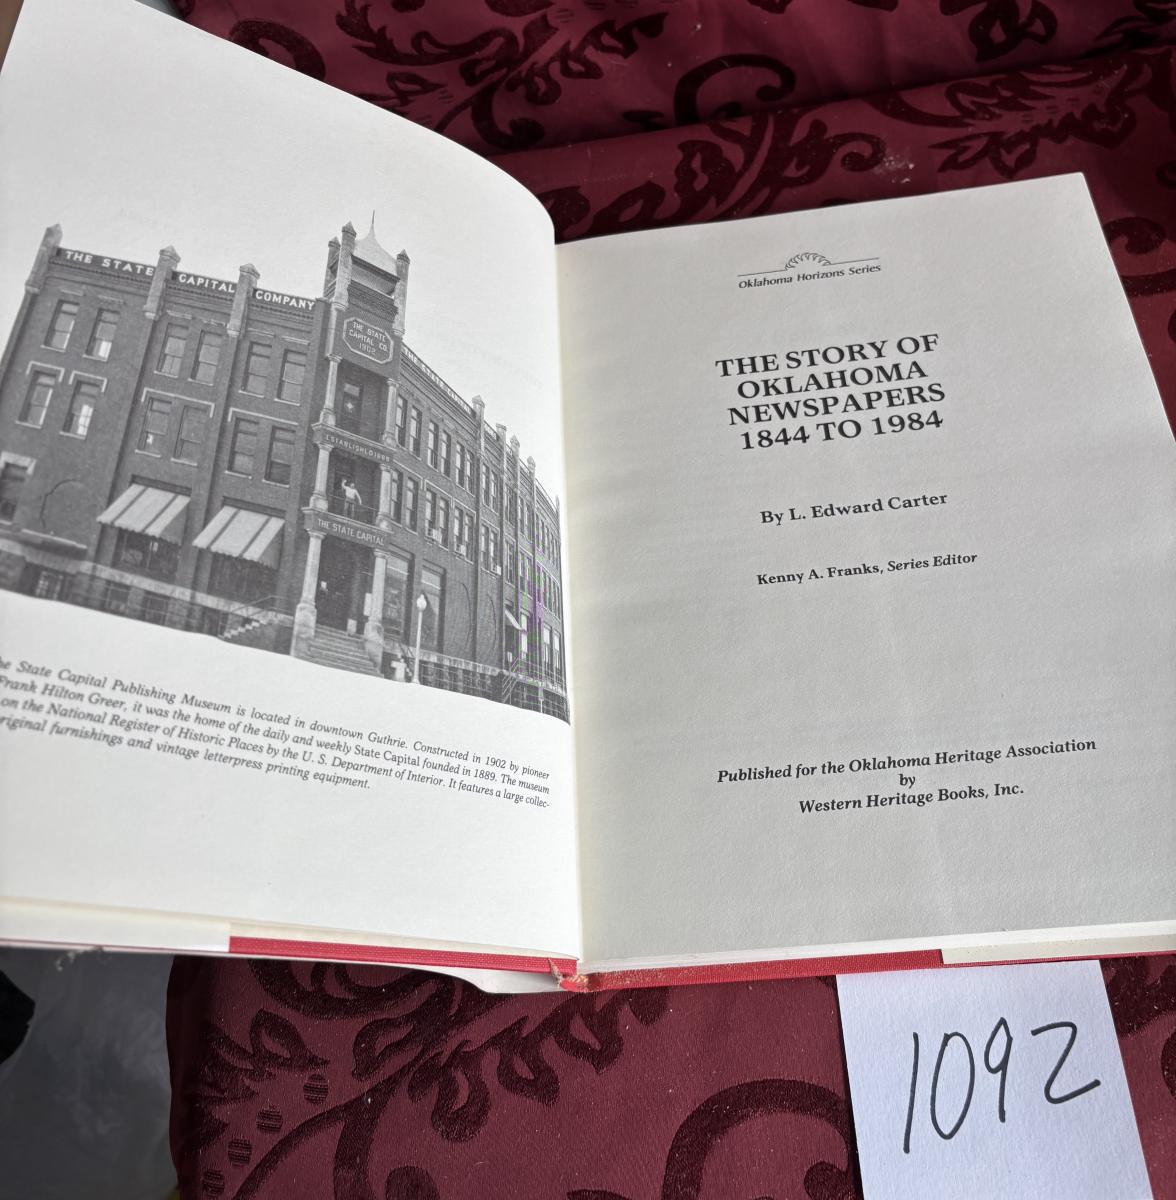 THE STATE CAPITAL COMPANY
THE STATE
CAPITAL CO.
1902
THE STATE CAPITAL
ESTABLISHED 1889
THE STATE CAPITAL
State Capital Publishing Museum is located in downtown Guthrie. Constructed in 1902 by pioneer
Frank Hilton Greer, it was the home of the daily and weekly State Capital founded in 1889. The museum
on the National Register of Historic Places by the U. S. Department of Interior. It features a large collec-
original furnishings and vintage letterpress printing equipment.
Oklahoma Horizons Series
THE STORY OF
OKLAHOMA
NEWSPAPERS
1844 TO 1984
By L. Edward Carter
Kenny A. Franks, Series Editor
Published for the Oklahoma Heritage Association
by
Western Heritage Books, Inc.
1092